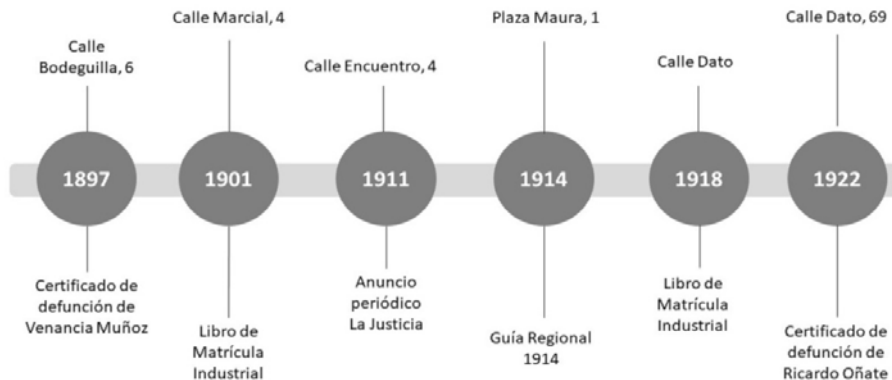 Calle
Bodeguilla, 6
Calle Marcial, 4
Calle Encuentro, 4
Plaza Maura, 1
Calle Dato
Calle Dato, 69
1897
1901
1911
1914
1918
1922
Certificado de
defunción de
Venancia Muñoz
Libro de
Matrícula
Industrial
Anuncio
periódico
La Justicia
Guía Regional
1914
Libro de
Matrícula
Industrial
Certificado de
defunción de
Ricardo Oñate